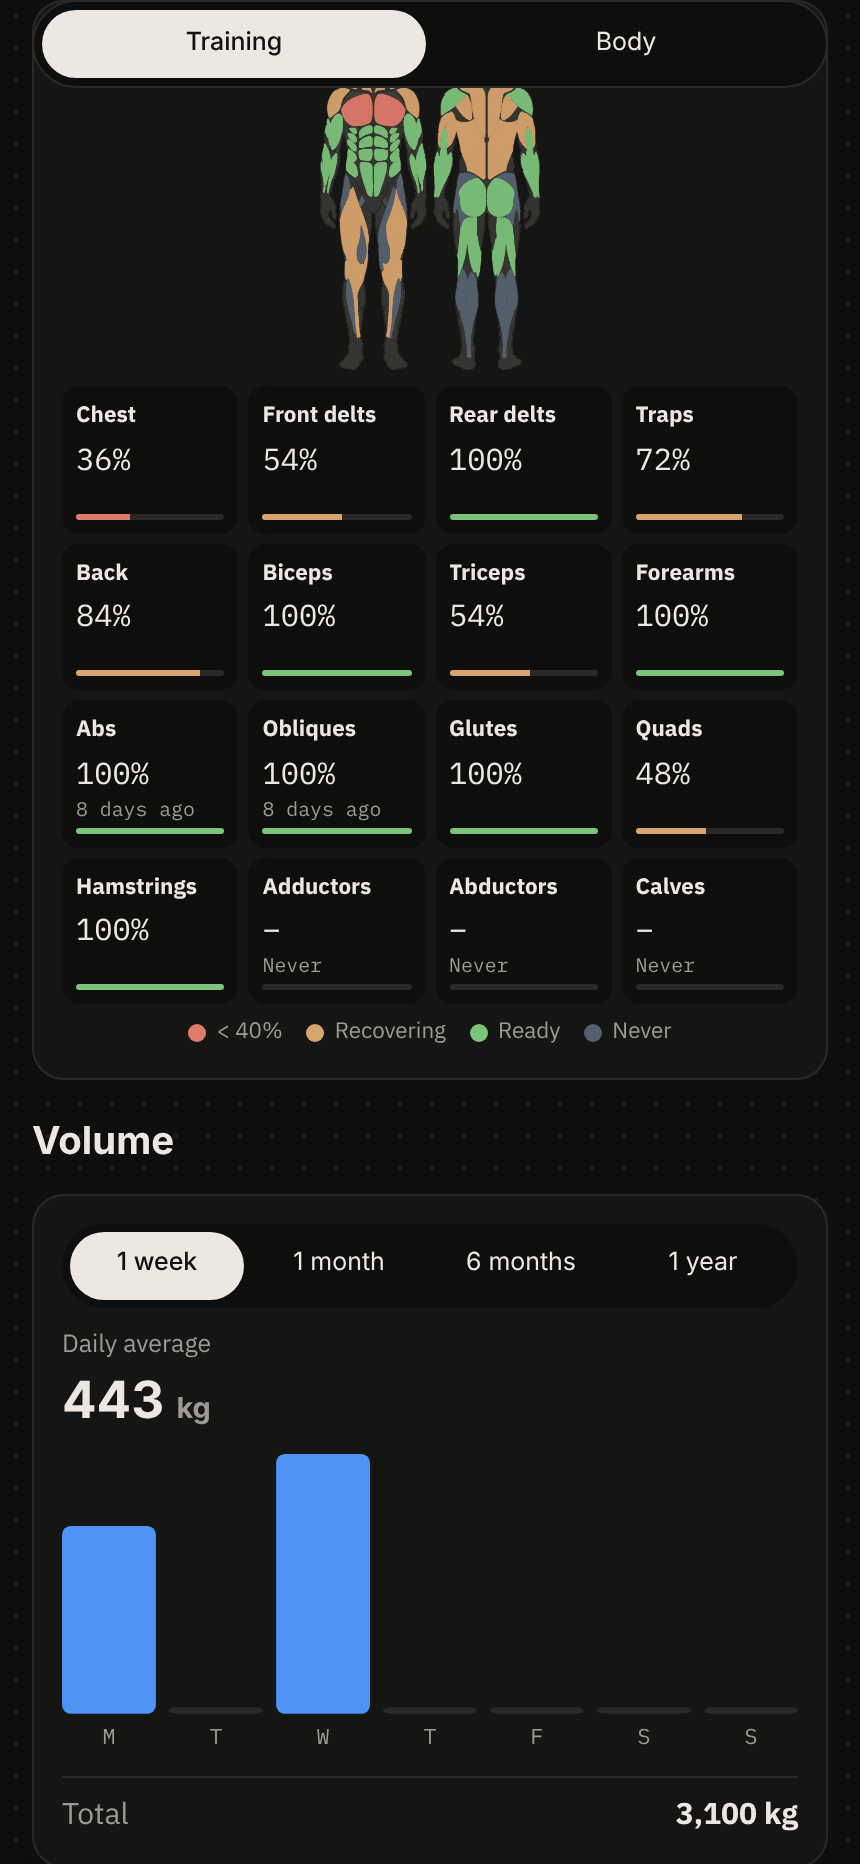 Training Body
Chest Front delts Rear delts Traps
36% 54% 100% 72%
Back Biceps Triceps Forearms
84% 100% 54% 100%
Abs Obliques Glutes Quads
100% 100% 100% 48%
8 days ago 8 days ago
Hamstrings Adductors Abductors Calves
100% – – –
Never Never Never
< 40% Recovering Ready Never
Volume
1 week 1 month 6 months 1 year
Daily average
443 kg
M T W T F S S
Total 3,100 kg